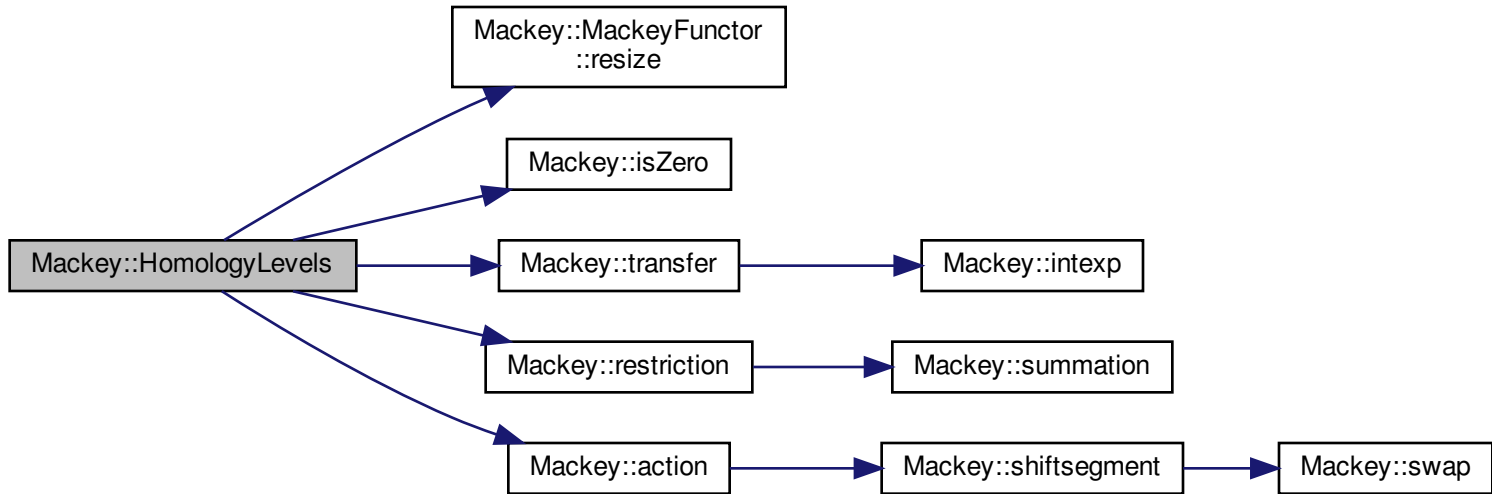 Mackey::MackeyFunctor
::resize
Mackey::isZero
Mackey::HomologyLevels
Mackey::transfer
Mackey::intexp
Mackey::restriction
Mackey::summation
Mackey::action
Mackey::shiftsegment
Mackey::swap